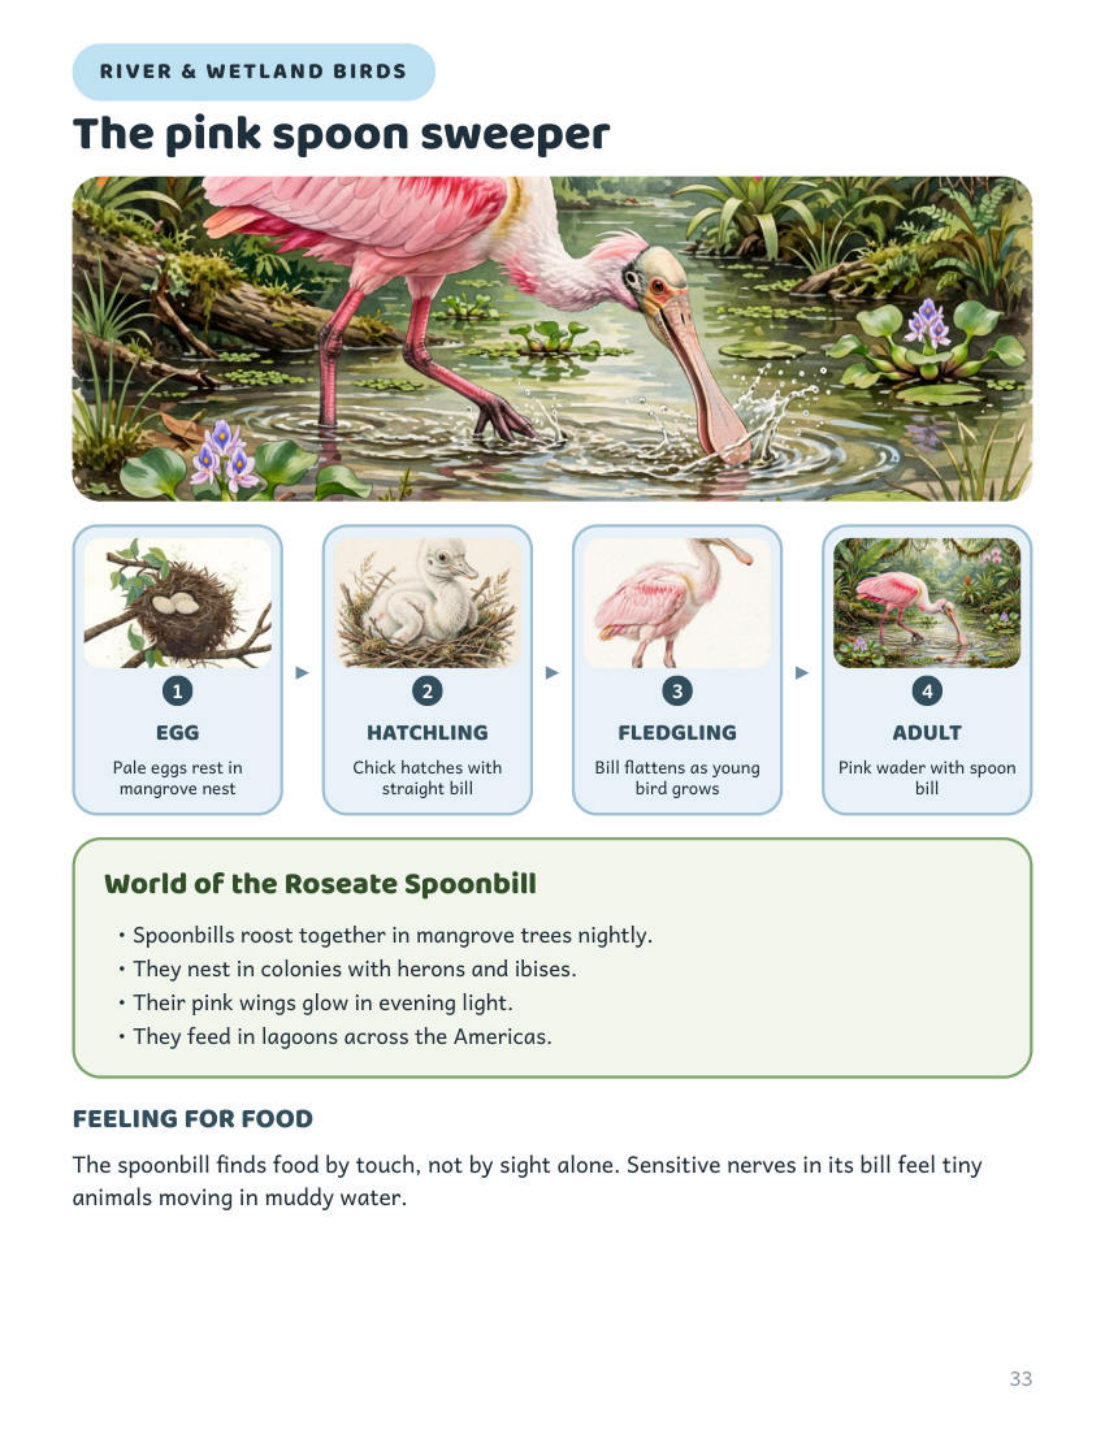 RIVER & WETLAND BIRDS
The pink spoon sweeper
1
EGG
Pale eggs rest in
mangrove nest
2
HATCHLING
Chick hatches with
straight bill
3
FLEDGLING
Bill flattens as young
bird grows
4
ADULT
Pink wader with spoon
bill
World of the Roseate Spoonbill
• Spoonbills roost together in mangrove trees nightly.
• They nest in colonies with herons and ibises.
• Their pink wings glow in evening light.
• They feed in lagoons across the Americas.
FEELING FOR FOOD
The spoonbill finds food by touch, not by sight alone. Sensitive nerves in its bill feel tiny
animals moving in muddy water.
33